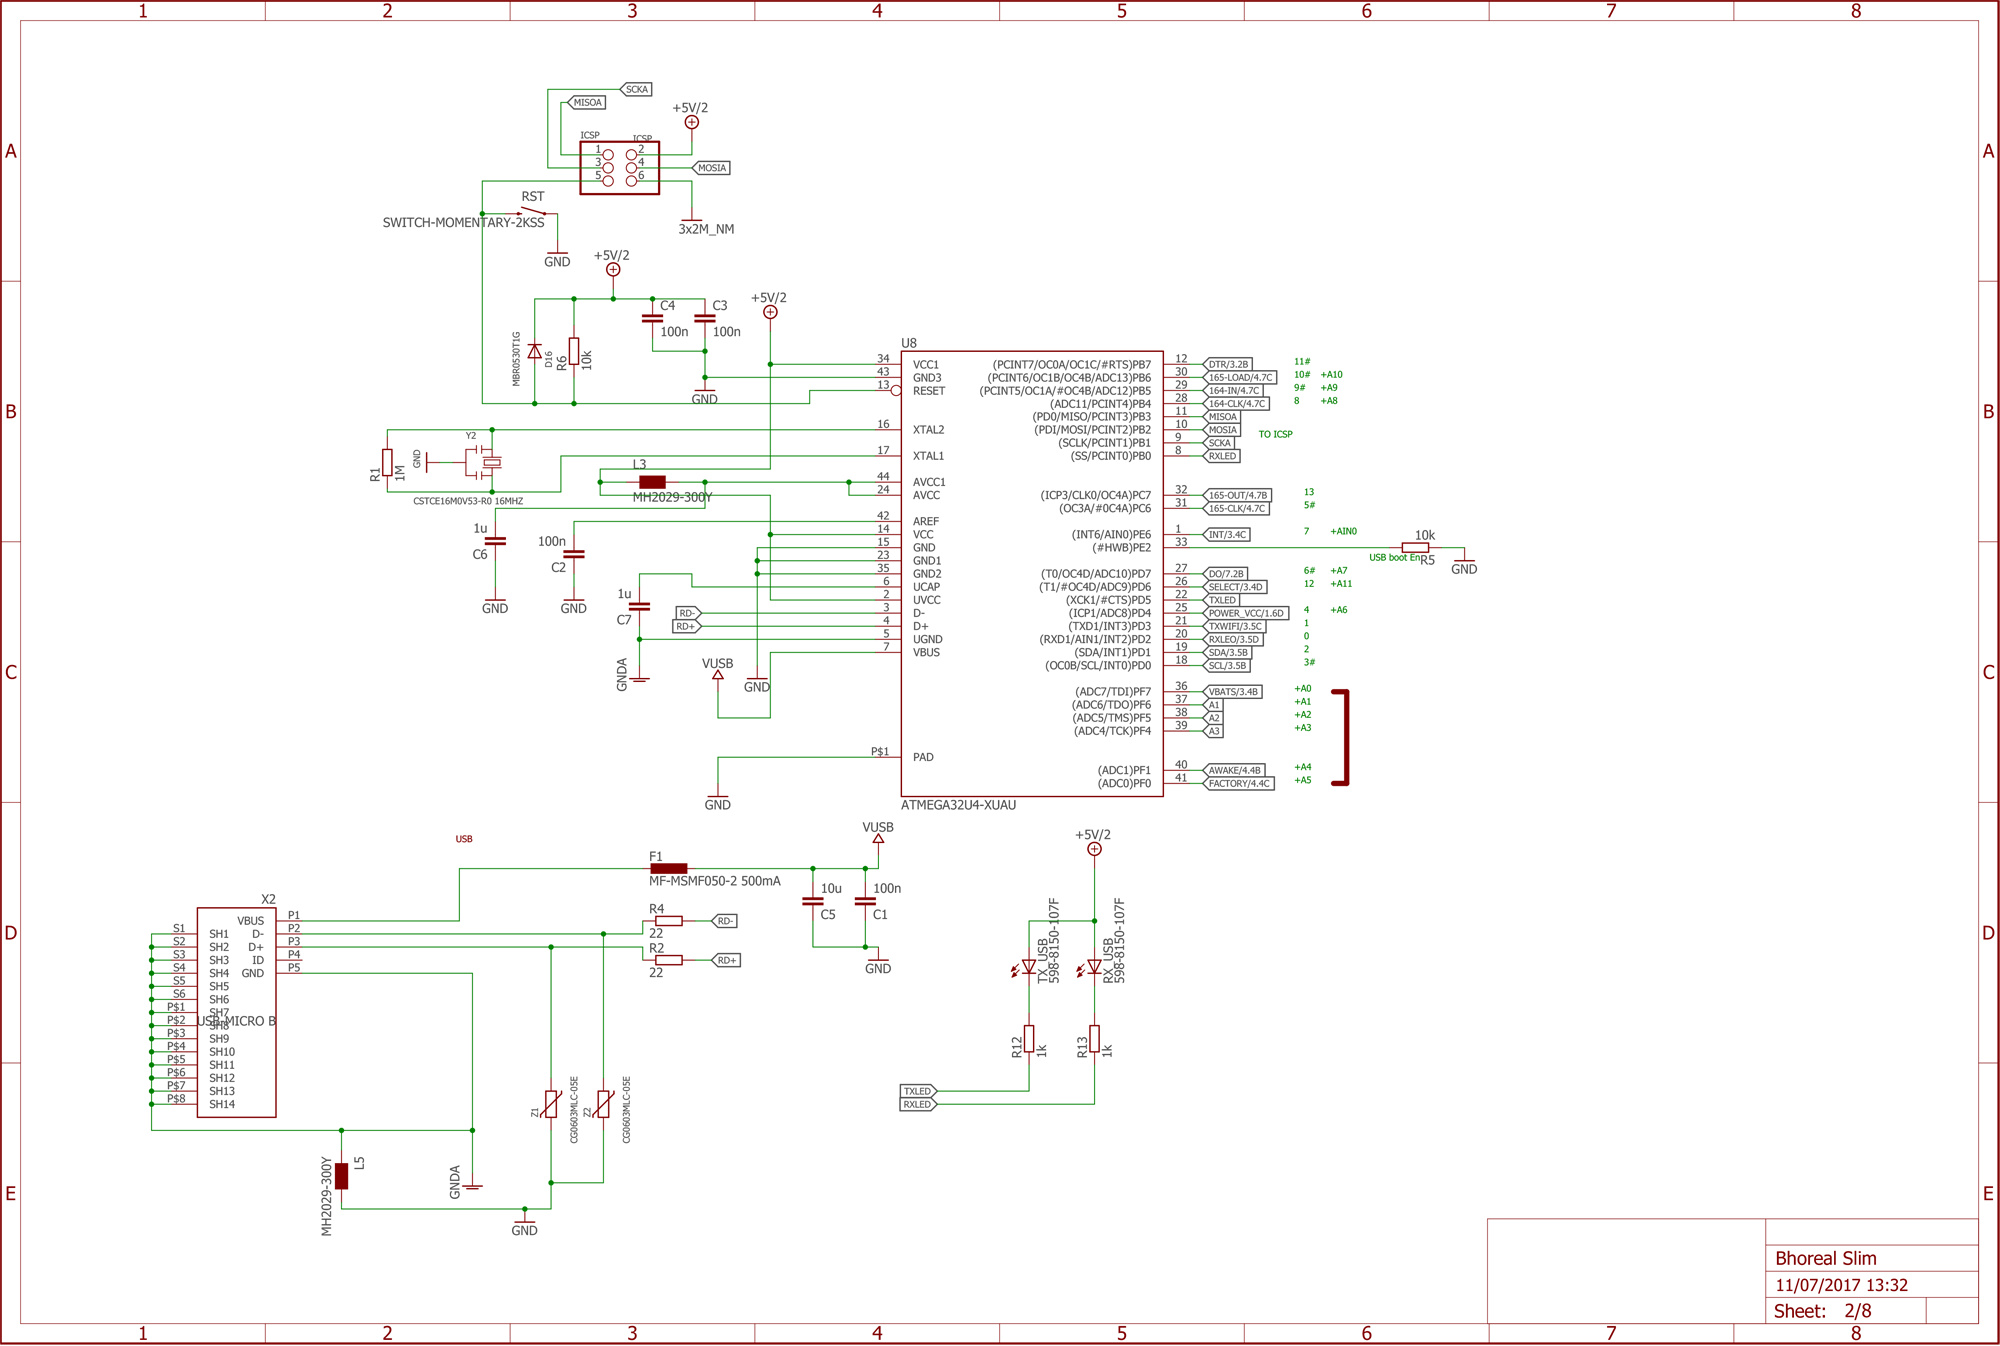 1 2 3 4 5 6 7 8
A
B
C
D
E
A
B
C
D
E
SCKA
MISOA
+5V/2
ICSP ICSP
1 2
3 4
5 6
MOSIA
3x2M_NM
RST
SWITCH-MOMENTARY-2KSS
GND
+5V/2
C4
100n
C3
100n
MBR0530T1G
D16
R6
10k
GND
+5V/2
R1
1M
GND
Y2
CSTCE16M0V53-R0 16MHZ
L3
MH2029-300Y
1u
C6
GND
100n
C2
GND
1u
C7
GNDA
RD-
RD+
VUSB
GND
GND
U8
34 VCC1
43 GND3
13 RESET
16 XTAL2
17 XTAL1
44 AVCC1
24 AVCC
42 AREF
14 VCC
15 GND
23 GND1
35 GND2
6 UCAP
2 UVCC
3 D-
4 D+
5 UGND
7 VBUS
P$1 PAD
(PCINT7/OC0A/OC1C/#RTS)PB7 12 DTR/3.2B 11#
(PCINT6/OC1B/OC4B/ADC13)PB6 30 165-LOAD/4.7C 10# +A10
(PCINT5/OC1A/#OC4B/ADC12)PB5 29 164-IN/4.7C 9# +A9
(ADC11/PCINT4)PB4 28 164-CLK/4.7C 8 +A8
(PD0/MISO/PCINT3)PB3 11 MISOA
(PDI/MOSI/PCINT2)PB2 10 MOSIA TO ICSP
(SCLK/PCINT1)PB1 9 SCKA
(SS/PCINT0)PB0 8 RXLED
(ICP3/CLK0/OC4A)PC7 32 165-OUT/4.7B 13
(OC3A/#0C4A)PC6 31 165-CLK/4.7C 5#
(INT6/AIN0)PE6 1 INT/3.4C 7 +AIN0
(#HWB)PE2 33
USB boot En
10k
R5
GND
(T0/OC4D/ADC10)PD7 27 DO/7.2B 6# +A7
(T1/#OC4D/ADC9)PD6 26 SELECT/3.4D 12 +A11
(XCK1/#CTS)PD5 22 TXLED
(ICP1/ADC8)PD4 25 POWER_VCC/1.6D 4 +A6
(TXD1/INT3)PD3 21 TXWIFI/3.5C 1
(RXD1/AIN1/INT2)PD2 20 RXLEO/3.5D 0
(SDA/INT1)PD1 19 SDA/3.5B 2
(OC0B/SCL/INT0)PD0 18 SCL/3.5B 3#
(ADC7/TDI)PF7 36 VBATS/3.4B +A0
(ADC6/TDO)PF6 37 A1 +A1
(ADC5/TMS)PF5 38 A2 +A2
(ADC4/TCK)PF4 39 A3 +A3
(ADC1)PF1 40 AWAKE/4.4B +A4
(ADC0)PF0 41 FACTORY/4.4C +A5
ATMEGA32U4-XUAU
USB
F1
MF-MSMF050-2 500mA
VUSB
10u
C5
100n
C1
GND
R4
22
RD-
R2
22
RD+
X2
VBUS P1
S1 SH1 D- P2
S2 SH2 D+ P3
S3 SH3 ID P4
S4 SH4 GND P5
S5 SH5
S6 SH6
P$1 SH7
P$2 SH8
P$3 SH9
P$4 SH10
P$5 SH11
P$6 SH12
P$7 SH13
P$8 SH14
USB-MICRO B
MH2029-300Y
L5
GNDA
GND
Z1
CG0603MLC-05E
Z2
CG0603MLC-05E
+5V/2
TX_USB
598-8150-107F
RX_USB
598-8150-107F
R12
1k
R13
1k
TXLED
RXLED
Bhoreal Slim
11/07/2017 13:32
Sheet: 2/8
1 2 3 4 5 6 7 8